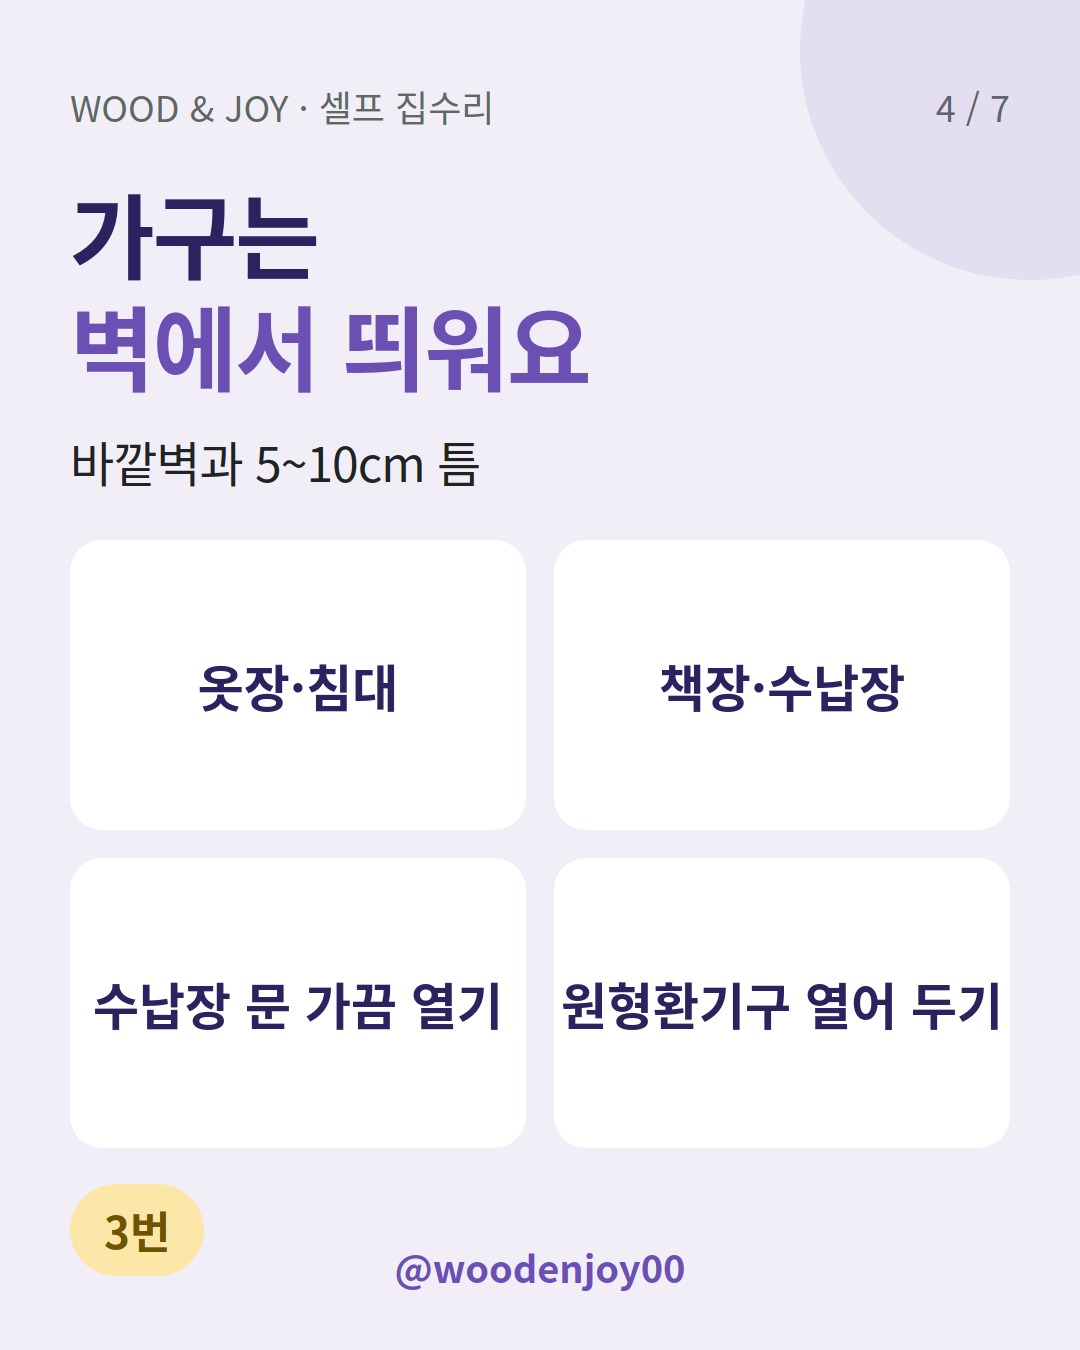 WOOD & JOY · 셀프 집수리
4 / 7
가구는
벽에서 띄워요
바깥벽과 5~10cm 틈
옷장·침대
책장·수납장
수납장 문 가끔 열기
원형환기구 열어 두기
3번
@woodenjoy00